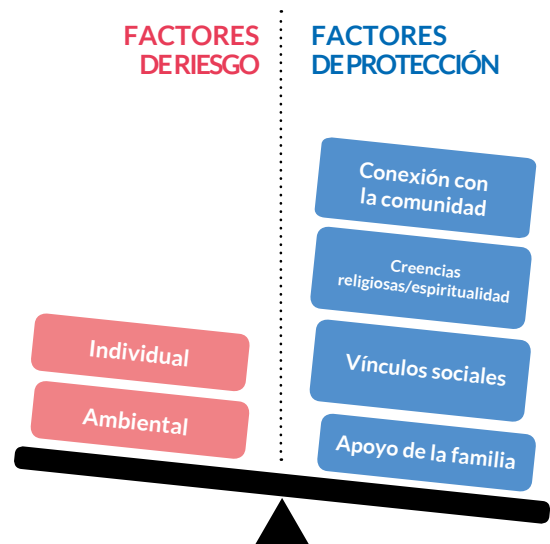 FACTORES
DE RIESGO
FACTORES
DE PROTECCIÓN
Conexión con
la comunidad
Creencias
religiosas/espiritualidad
Vínculos sociales
Apoyo de la familia
Individual
Ambiental